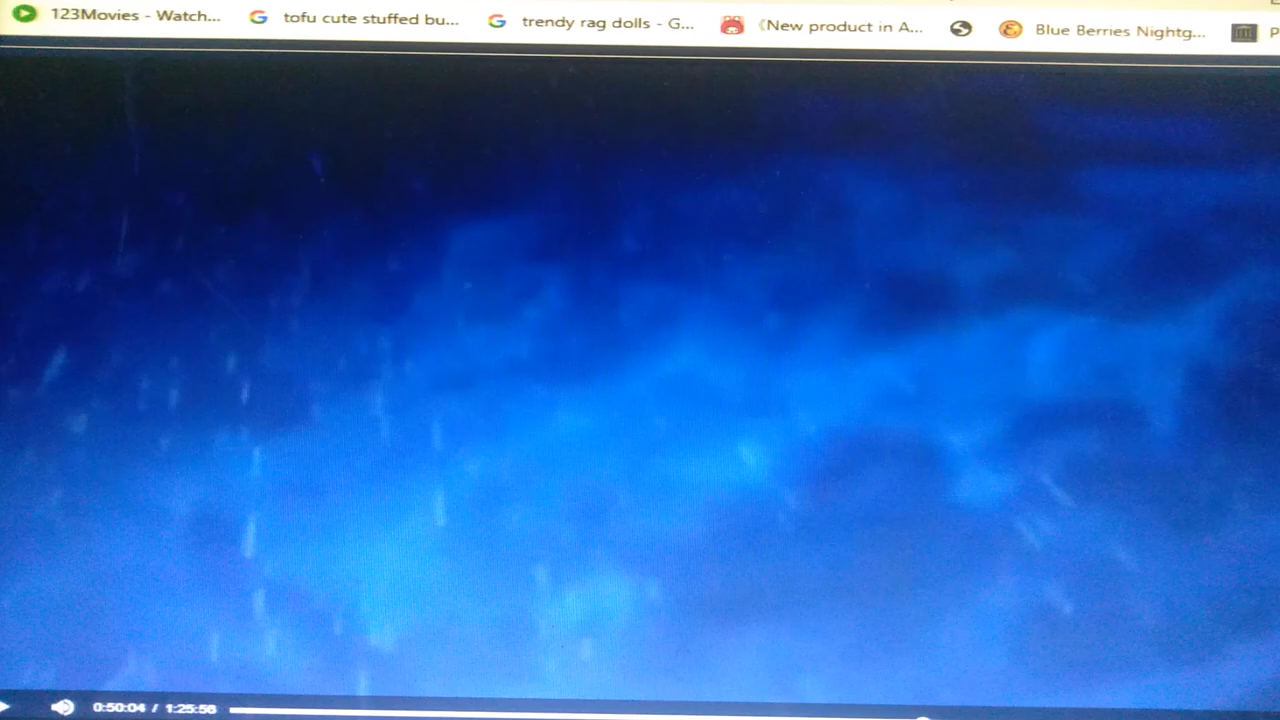 123Movies - Watch... tofu cute stuffed bu... trendy rag dolls - G... 《New product in A... Blue Berries Nightg... P
0:50:04 / 1:25:56